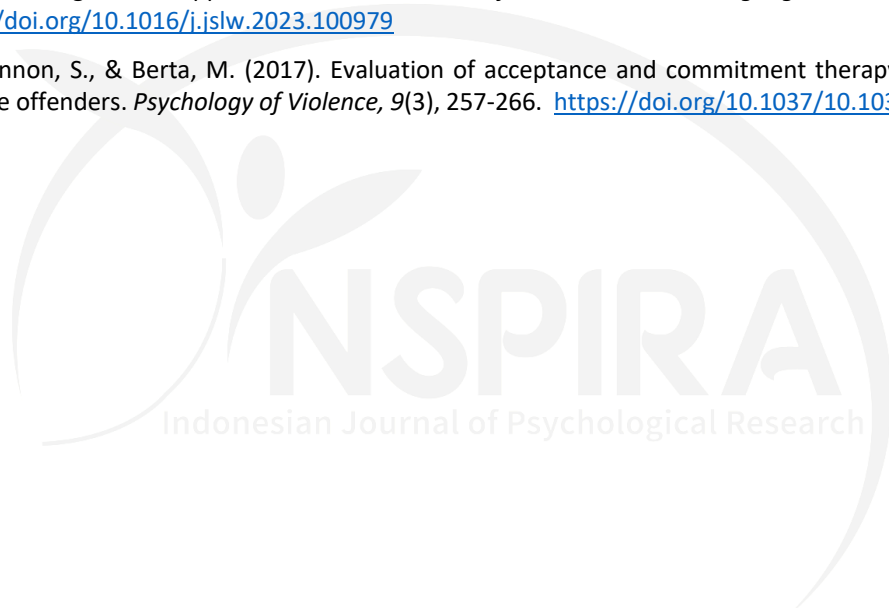 /doi.org/10.1016/j.jslw.2023.100979
nnon, S., & Berta, M. (2017). Evaluation of acceptance and commitment therapy
e offenders. Psychology of Violence, 9(3), 257-266. https://doi.org/10.1037/10.103
NSPIRA
Indonesian Journal of Psychological Research